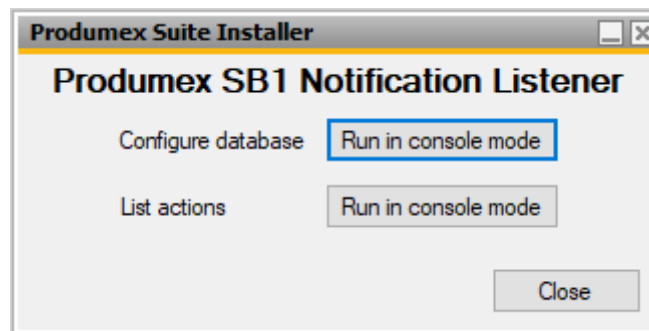 Produmex Suite Installer
Produmex SB1 Notification Listener
Configure database Run in console mode
List actions Run in console mode
Close